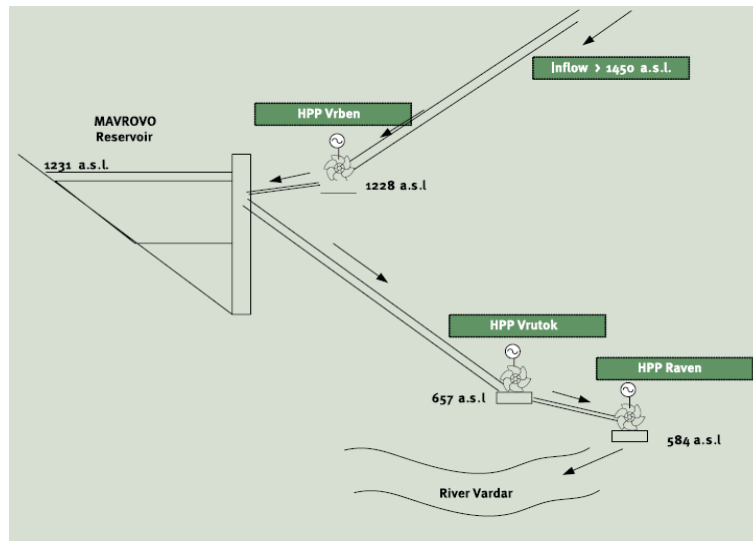 Inflow > 1450 a.s.l.
HPP Vrben
MAVROVO
Reservoir
1231 a.s.l.
1228 a.s.l
HPP Vrutok
HPP Raven
657 a.s.l
584 a.s.l
River Vardar